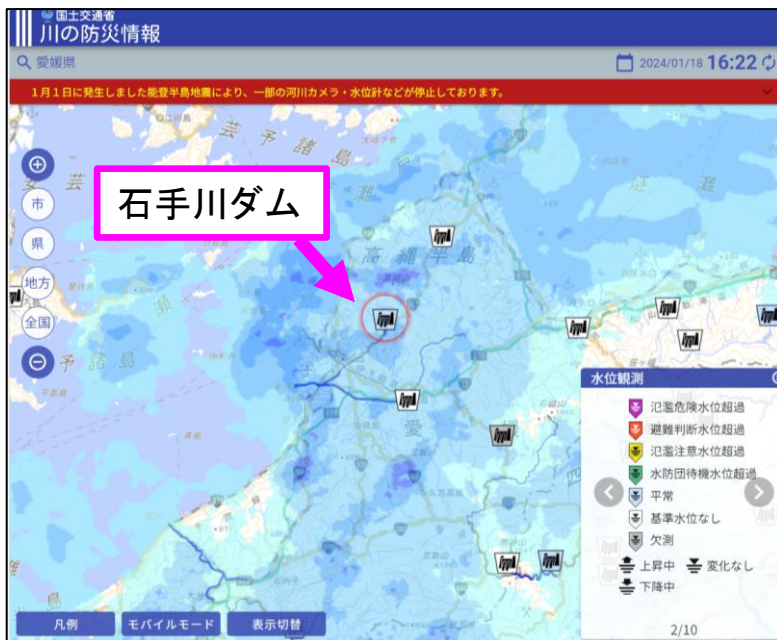 国土交通省
川の防災情報
愛媛県
2024/01/18 16:22
1月1日に発生しました能登半島地震により、一部の河川カメラ・水位計などが停止しております。
芸予諸島
安芸
灘
燧灘
市
県
地方
全国
石手川ダム
高縄半島
瀬
予諸島
愛
水位観測
氾濫危険水位超過
避難判断水位超過
氾濫注意水位超過
水防団待機水位超過
平常
基準水位なし
欠測
上昇中 変化なし
下降中
2/10
凡例 モバイルモード 表示切替